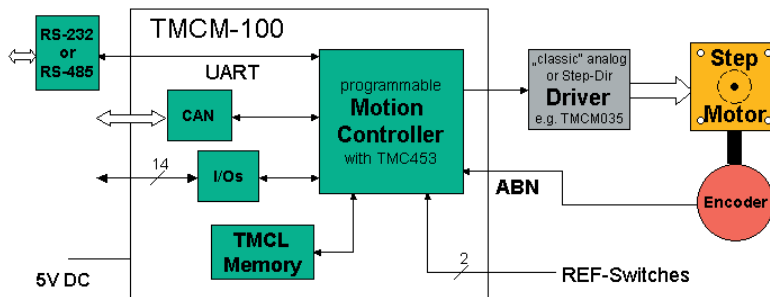 TMCM-100
RS-232
or
RS-485
UART
CAN
14
I/Os
TMCL
Memory
5V DC
programmable
Motion
Controller
with TMC453
„classic" analog
or Step-Dir
Driver
e.g. TMCM035
Step
Motor
ABN
Encoder
2
REF-Switches